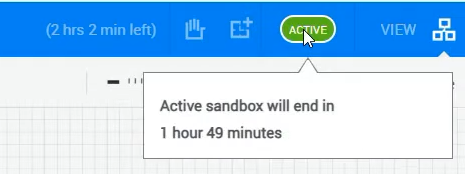 (2 hrs 2 min left)
ACTIVE
VIEW
Active sandbox will end in
1 hour 49 minutes